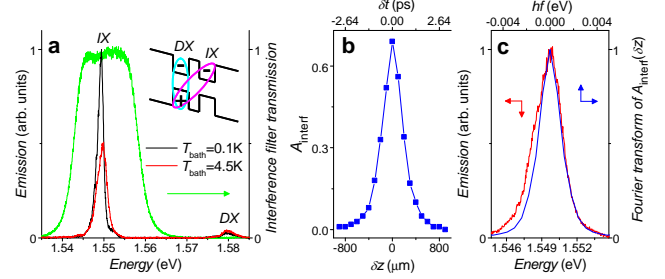 a
IX
DX
IX
- -
+
T_bath=0.1K
T_bath=4.5K
DX
Emission (arb. units)
1
0
1
0
Interference filter transmission
1.54 1.55 1.56 1.57 1.58
Energy (eV)
δt (ps)
-2.64 0.00 2.64
b
A_Interf
0.6
0.3
0.0
-800 0 800
δz (μm)
hf (eV)
-0.004 0.000 0.004
c
Emission (arb. units)
1
0
1
0
Fourier transform of A_interf(δz)
1.546 1.549 1.552
Energy (eV)